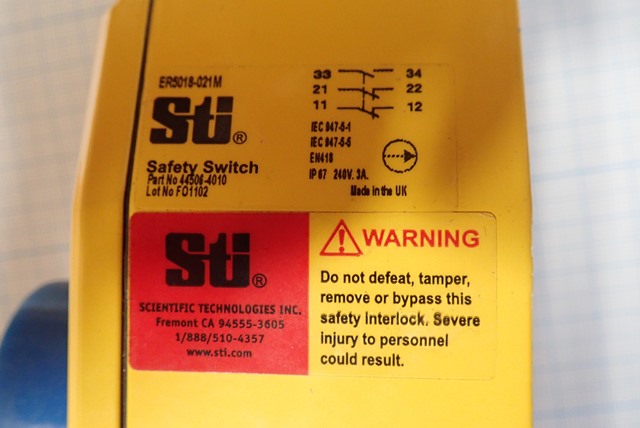 ER5018-021M
Sti®
Safety Switch
Part No 44506-4010
Lot No FO1102
33 34
21 22
11 12
IEC 947-5-1
IEC 947-5-5
EN418
IP 67 240V. 3A.
Made in the UK
Sti®
SCIENTIFIC TECHNOLOGIES INC.
Fremont CA 94555-3605
1/888/510-4357
www.sti.com
WARNING
Do not defeat, tamper,
remove or bypass this
safety Interlock. Severe
injury to personnel
could result.